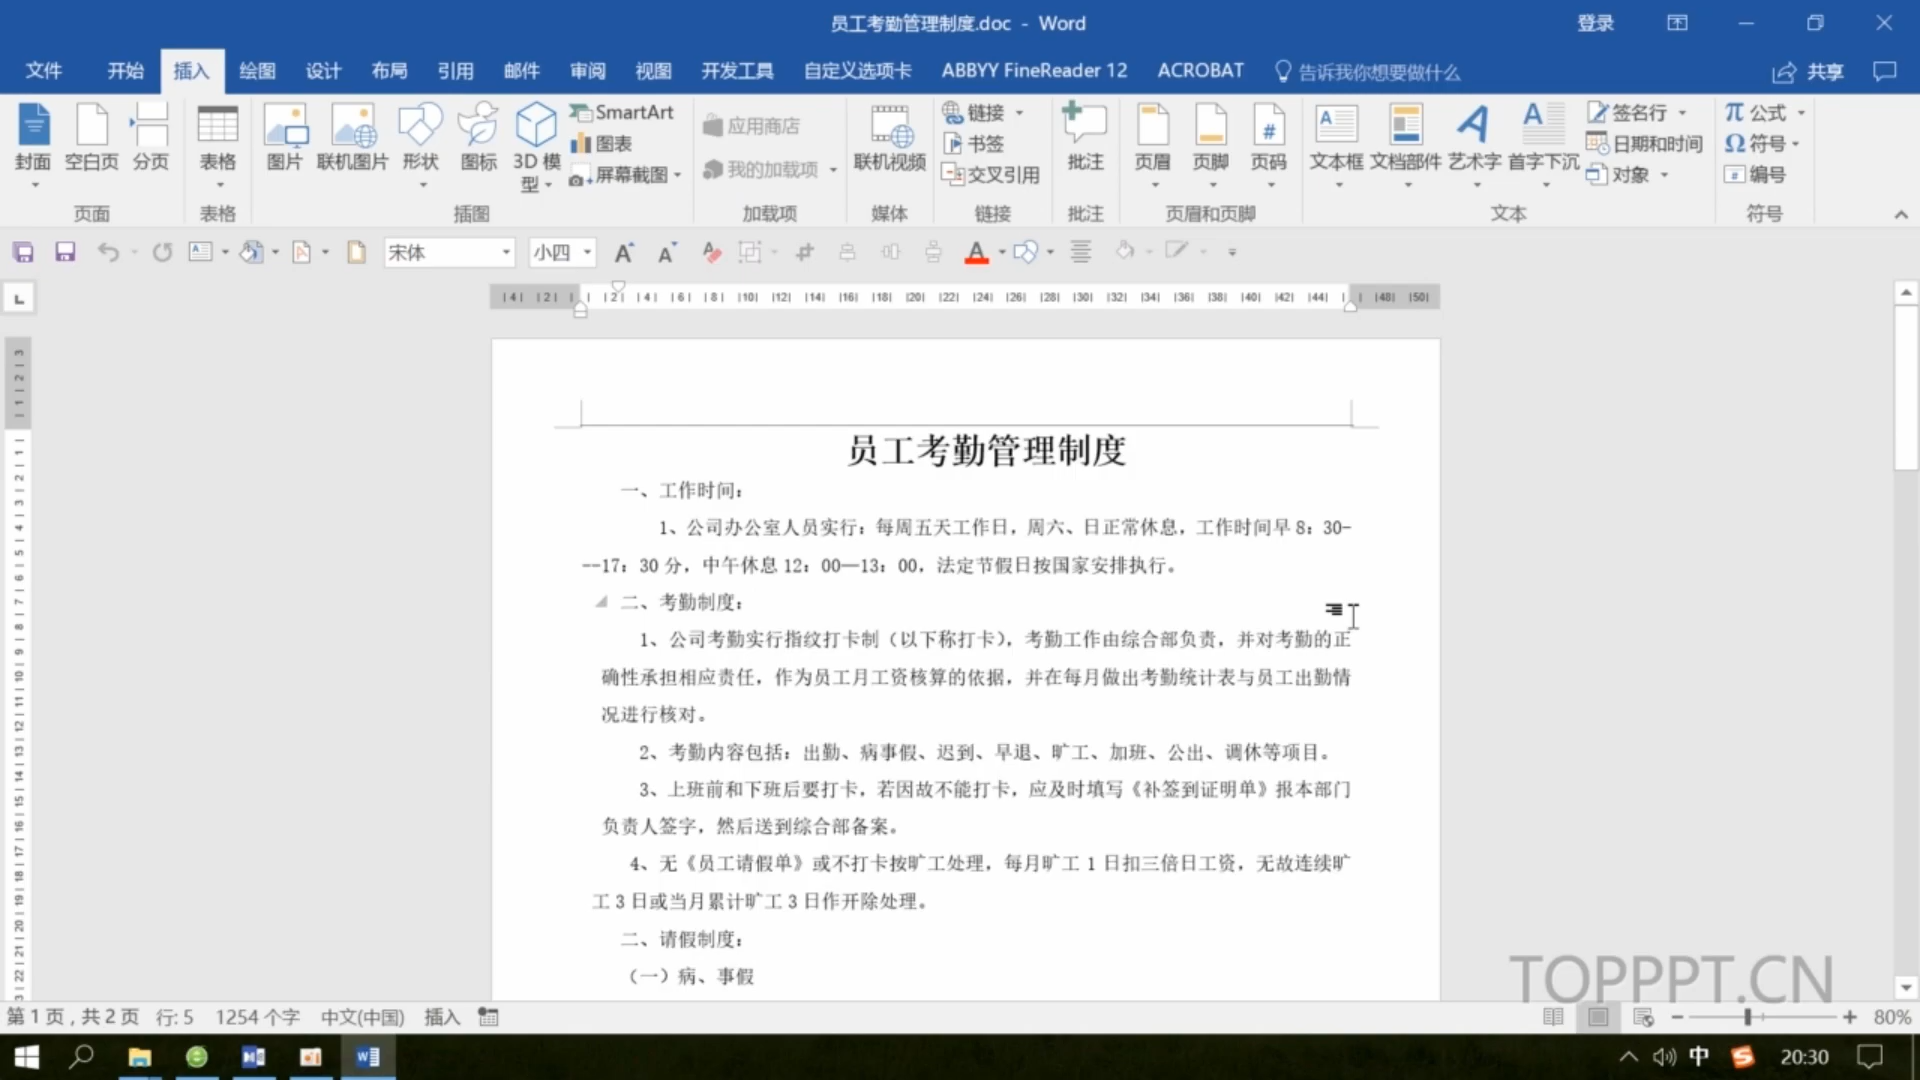 员工考勤管理制度.doc - Word
登录
文件 开始 插入 绘图 设计 布局 引用 邮件 审阅 视图 开发工具 自定义选项卡 ABBYY FineReader 12 ACROBAT 告诉我你想要做什么 共享
封面 空白页 分页 表格 图片 联机图片 形状 图标 3D 模型 SmartArt 图表 屏幕截图 应用商店 我的加载项 联机视频 链接 书签 交叉引用 批注 页眉 页脚 页码 文本框 文档部件 艺术字 首字下沉 签名行 日期和时间 对象 公式 符号 编号
页面 表格 插图 加载项 媒体 链接 批注 页眉和页脚 文本 符号
宋体 小四
员工考勤管理制度
一、工作时间：
1、公司办公室人员实行：每周五天工作日，周六、日正常休息，工作时间早8：30-
--17：30 分，中午休息 12：00—13：00，法定节假日按国家安排执行。
二、考勤制度：
1、公司考勤实行指纹打卡制（以下称打卡），考勤工作由综合部负责，并对考勤的正
确性承担相应责任，作为员工月工资核算的依据，并在每月做出考勤统计表与员工出勤情
况进行核对。
2、考勤内容包括：出勤、病事假、迟到、早退、旷工、加班、公出、调休等项目。
3、上班前和下班后要打卡，若因故不能打卡，应及时填写《补签到证明单》报本部门
负责人签字，然后送到综合部备案。
4、无《员工请假单》或不打卡按旷工处理，每月旷工 1 日扣三倍日工资，无故连续旷
工 3 日或当月累计旷工 3 日作开除处理。
二、请假制度：
（一）病、事假
TOPPPT.CN
第 1 页，共 2 页 行: 5 1254 个字 中文(中国) 插入 80%
中 20:30